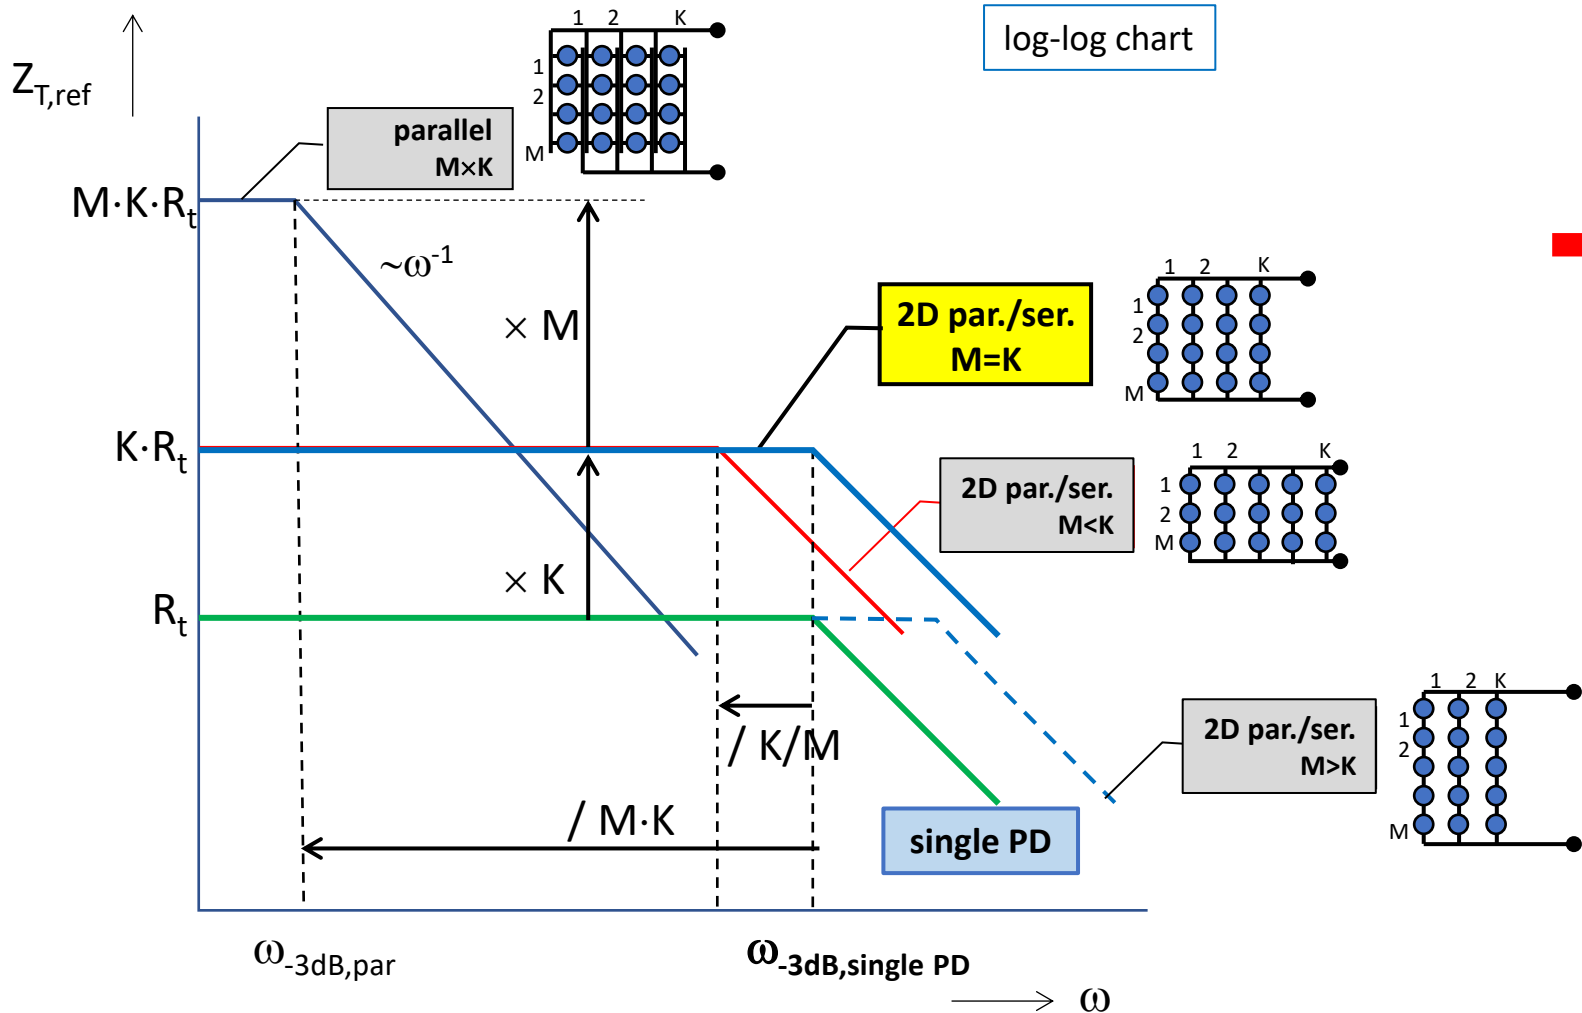 1 2 K
log-log chart
Z_T,ref
1
2
M
parallel
M×K
M·K·R_t
~ω^-1
1 2 K
1
2
M
× M
2D par./ser.
M=K
K·R_t
1 2 K
1
2
M
2D par./ser.
M<K
× K
R_t
1 2 K
1
2
M
/ K/M
2D par./ser.
M>K
/ M·K
single PD
ω_-3dB,par
ω_-3dB,single PD
ω